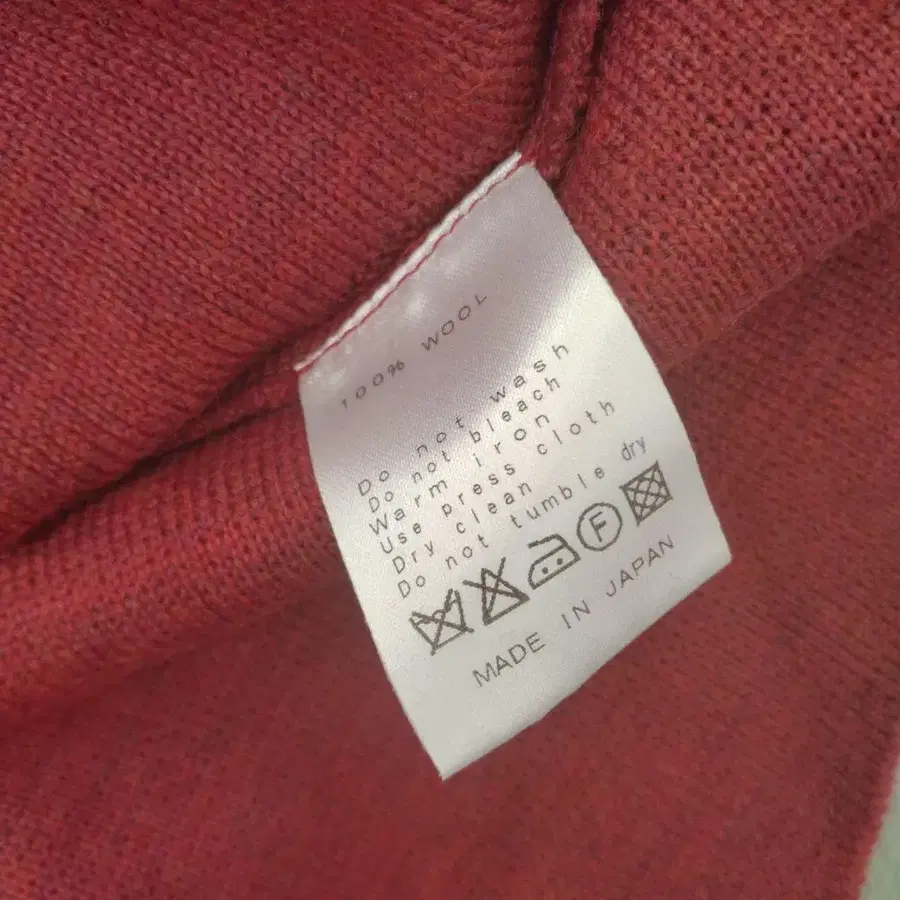 100% WOOL
Do not wash
Do not bleach
Warm iron
Use press cloth
Dry clean
Do not tumble dry
F
MADE IN JAPAN